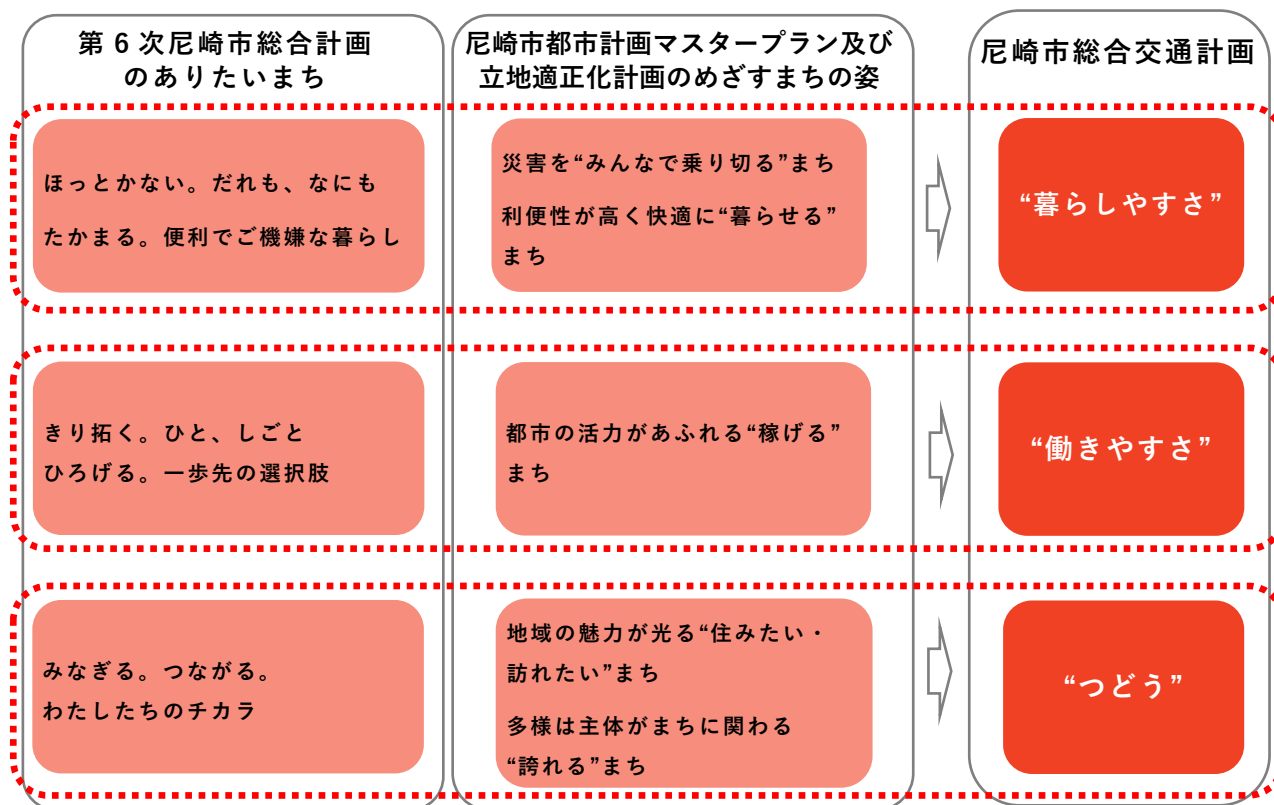 第6次尼崎市総合計画
のありたいまち
尼崎市都市計画マスタープラン及び
立地適正化計画のめざすまちの姿
尼崎市総合交通計画
ほっとかない。だれも、なにも
たかまる。便利でご機嫌な暮らし
災害を“みんなで乗り切る”まち
利便性が高く快適に“暮らせる”
まち
“暮らしやすさ”
きり拓く。ひと、しごと
ひろげる。一歩先の選択肢
都市の活力があふれる“稼げる”
まち
“働きやすさ”
みなぎる。つながる。
わたしたちのチカラ
地域の魅力が光る“住みたい・
訪れたい”まち
多様は主体がまちに関わる
“誇れる”まち
“つどう”